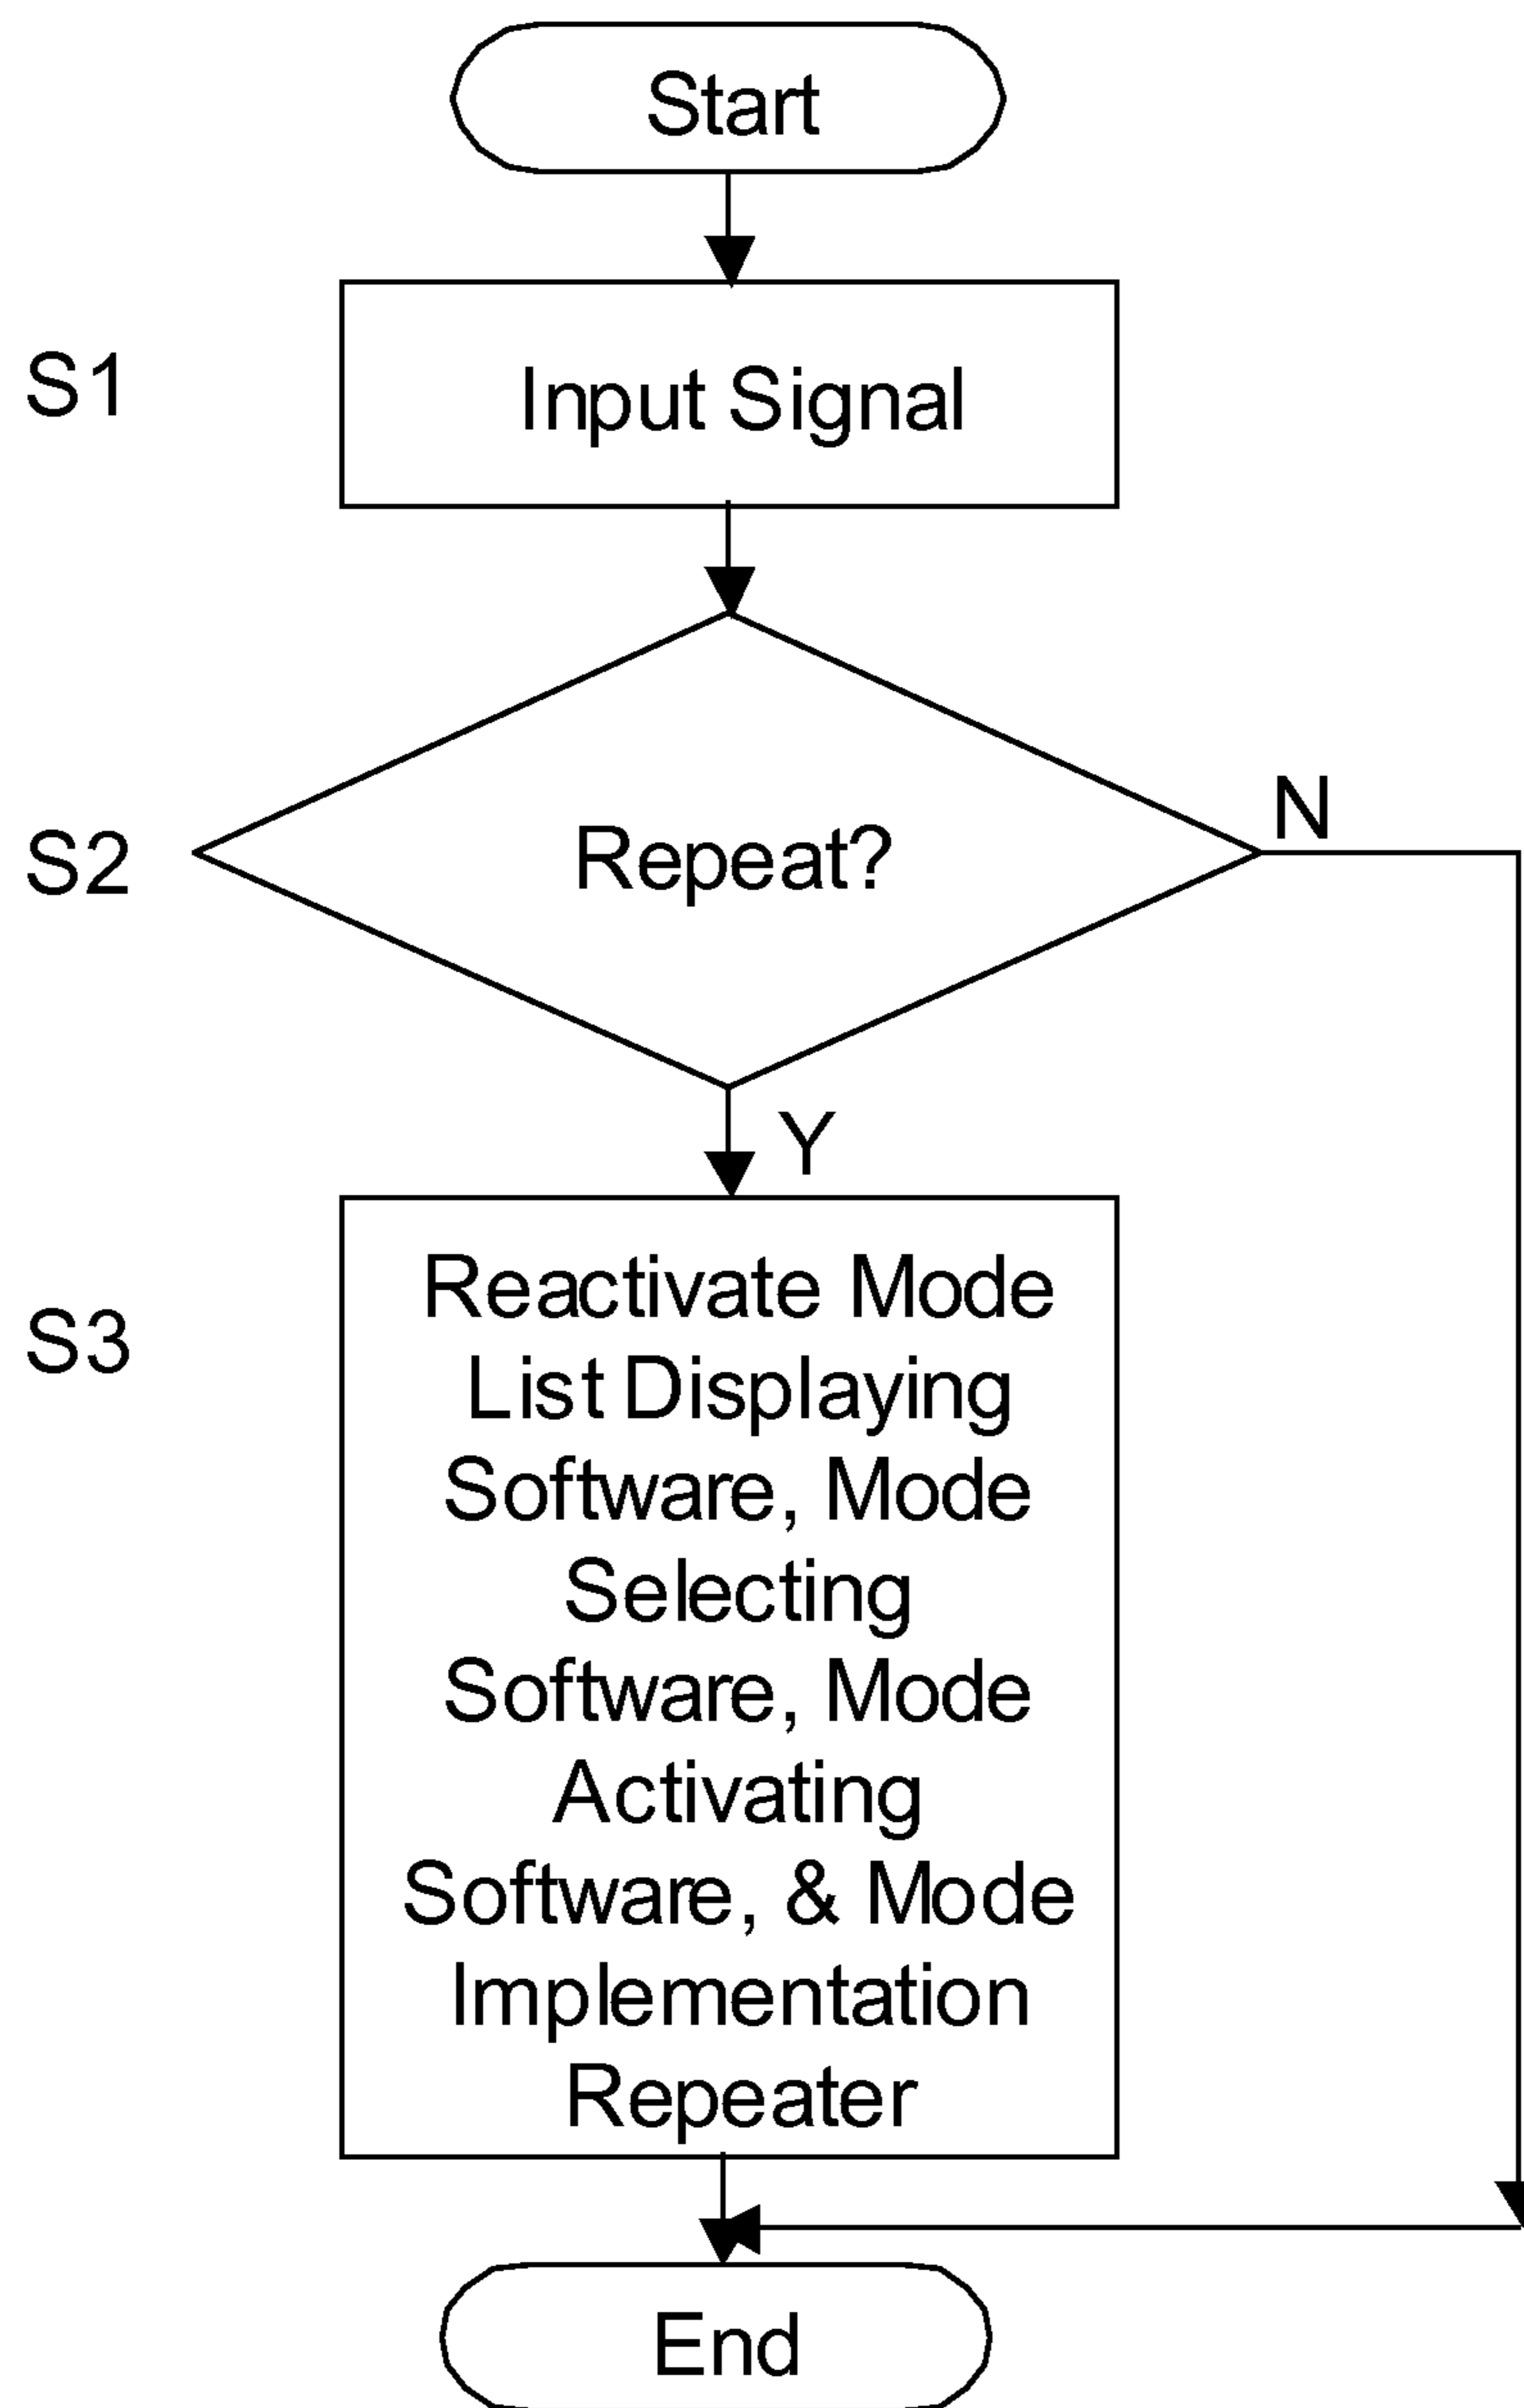 Start
S1
Input Signal
S2
Repeat?
N
Y
S3
Reactivate Mode
List Displaying
Software, Mode
Selecting
Software, Mode
Activating
Software, & Mode
Implementation
Repeater
End